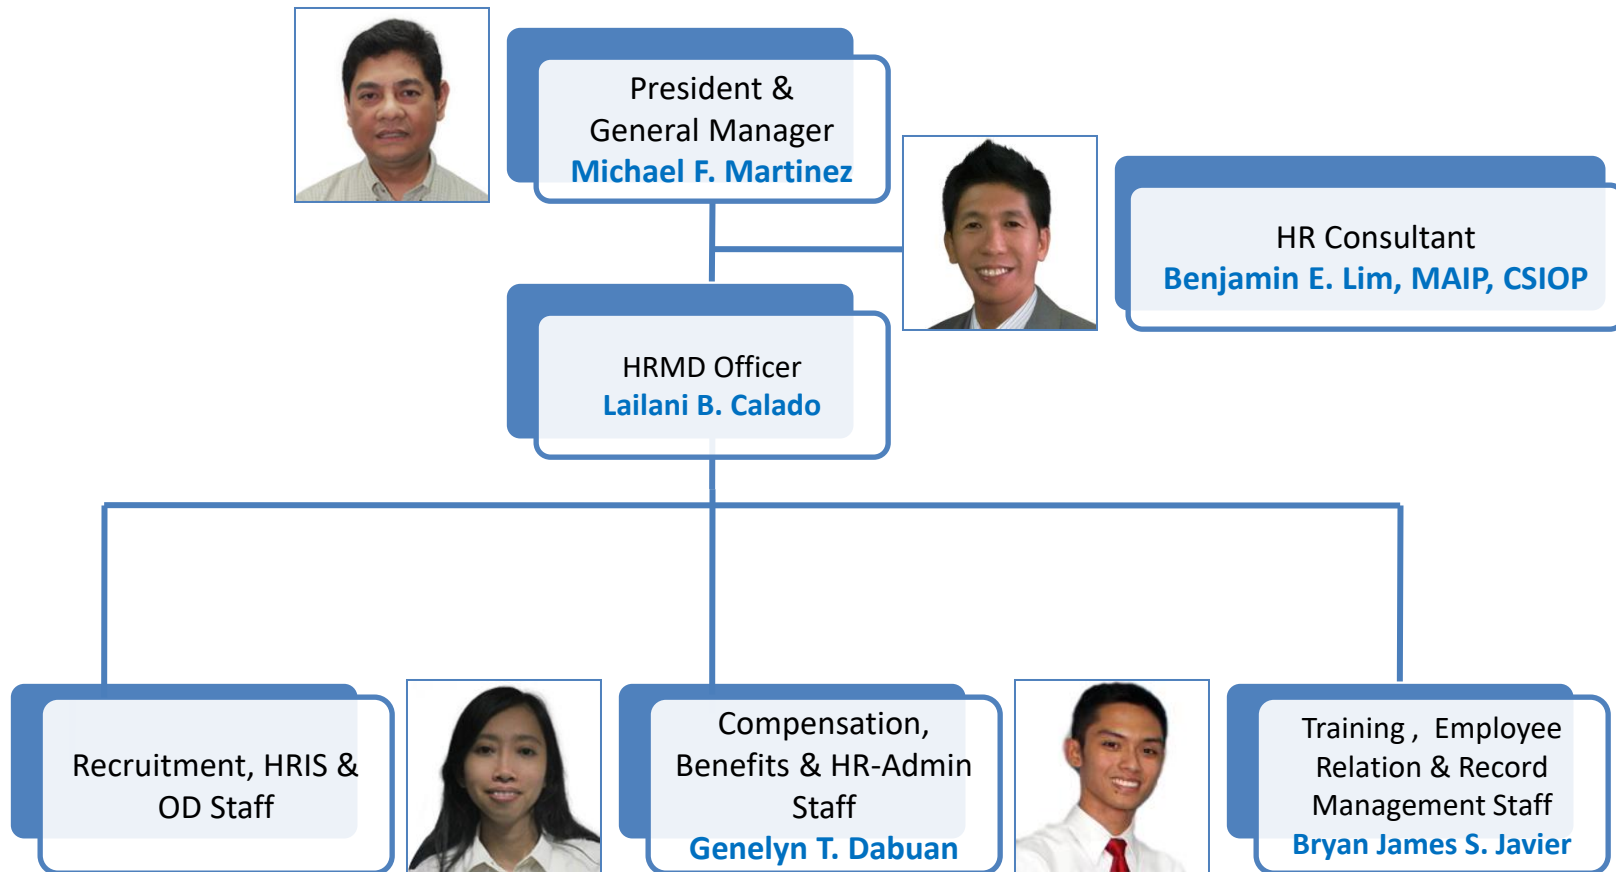 President &
General Manager
Michael F. Martinez
HR Consultant
Benjamin E. Lim, MAIP, CSIOP
HRMD Officer
Lailani B. Calado
Recruitment, HRIS &
OD Staff
Compensation,
Benefits & HR-Admin
Staff
Genelyn T. Dabuan
Training ,  Employee
Relation & Record
Management Staff
Bryan James S. Javier